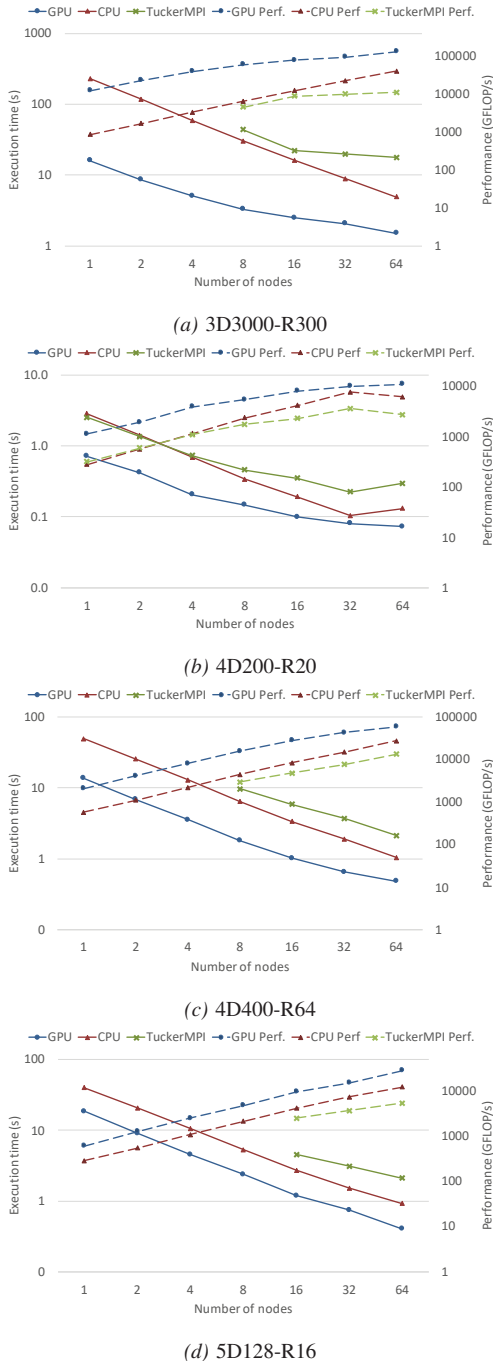 GPU CPU TuckerMPI GPU Perf. CPU Perf TuckerMPI Perf.
1000
100
10
1
Execution time (s)
100000
10000
1000
100
10
1
Performance (GFLOP/s)
1 2 4 8 16 32 64
Number of nodes
(a) 3D3000-R300
GPU CPU TuckerMPI GPU Perf. CPU Perf TuckerMPI Perf.
10.0
1.0
0.1
0.0
Execution time (s)
10000
1000
100
10
1
Performance (GFLOP/s)
1 2 4 8 16 32 64
Number of nodes
(b) 4D200-R20
GPU CPU TuckerMPI GPU Perf. CPU Perf TuckerMPI Perf.
100
10
1
0
Execution time (s)
100000
10000
1000
100
10
1
Performance (GFLOP/s)
1 2 4 8 16 32 64
Number of nodes
(c) 4D400-R64
GPU CPU TuckerMPI GPU Perf. CPU Perf TuckerMPI Perf.
100
10
1
0
Execution time (s)
10000
1000
100
10
1
Performance (GFLOP/s)
1 2 4 8 16 32 64
Number of nodes
(d) 5D128-R16